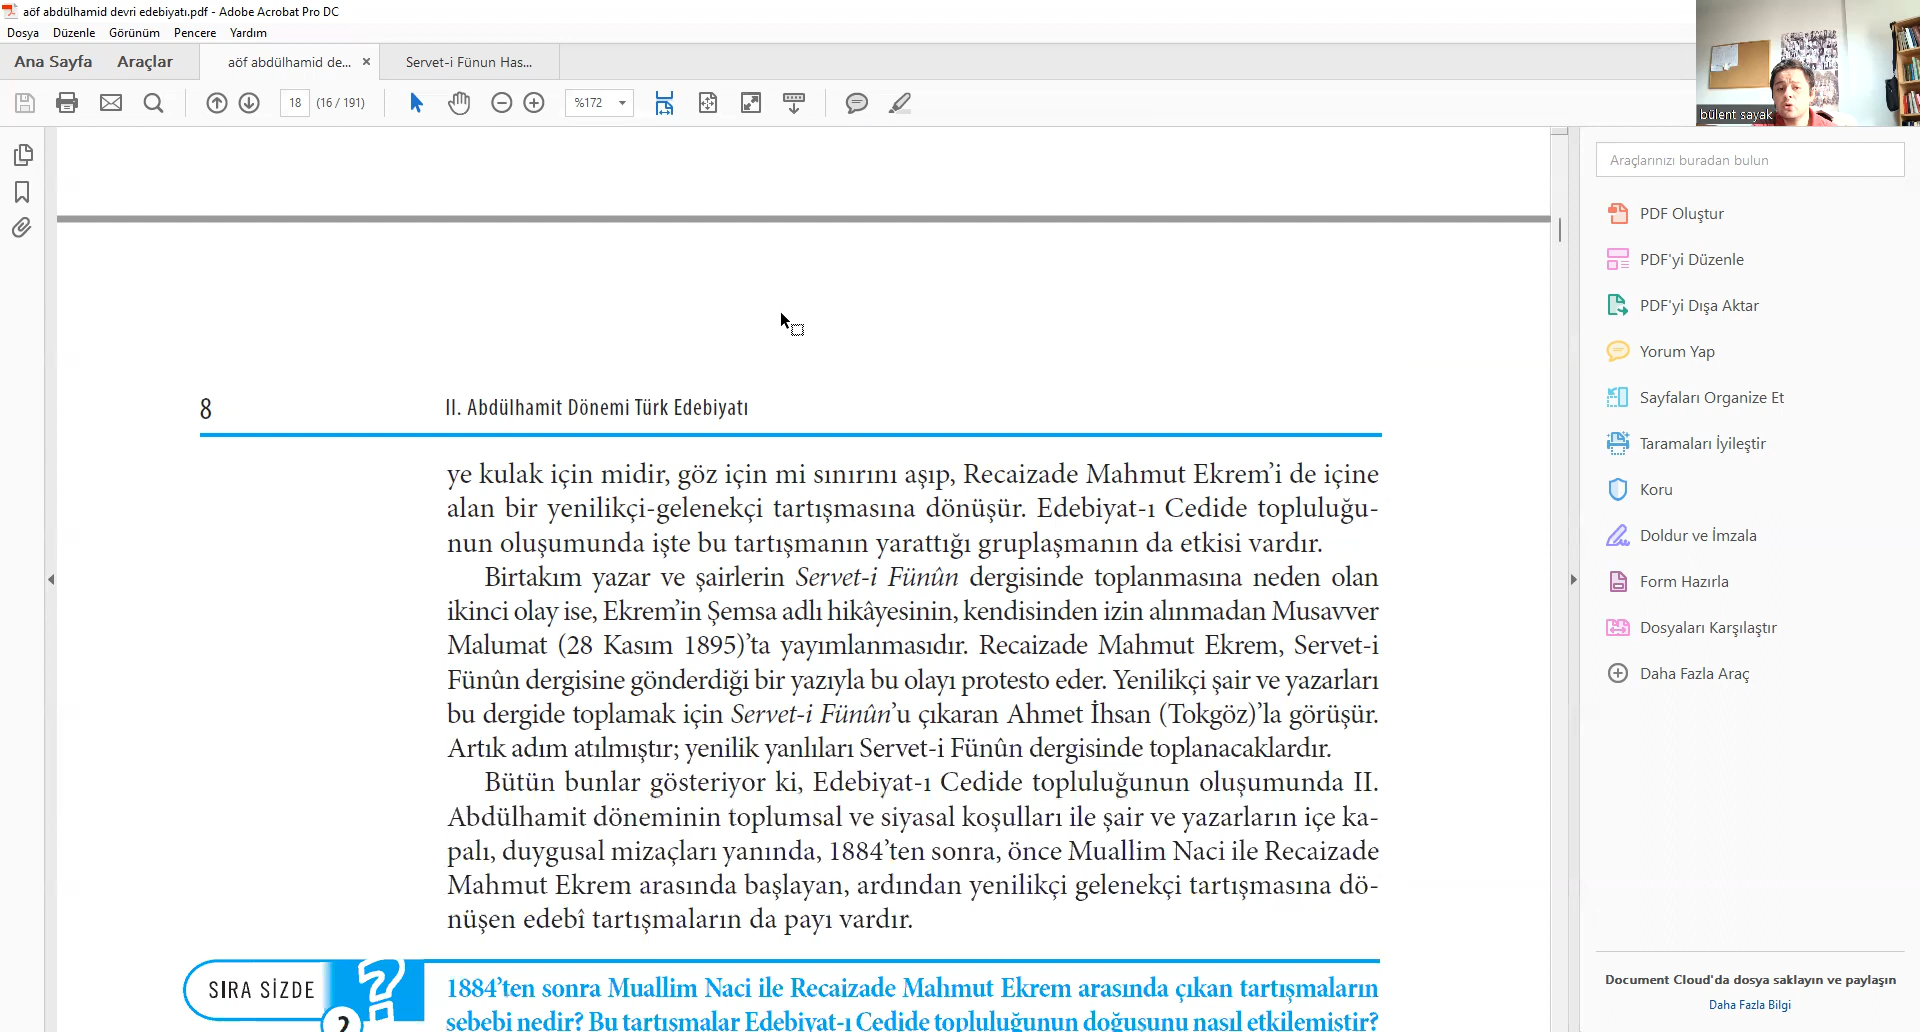 aöf abdülhamid devri edebiyatı.pdf - Adobe Acrobat Pro DC
Dosya Düzenle Görünüm Pencere Yardım
Ana Sayfa Araçlar aöf abdülhamid de... × Servet-i Fünun Has...
18 (16 / 191) %172
bülent sayak
Araçlarınızı buradan bulun
PDF Oluştur
PDF'yi Düzenle
PDF'yi Dışa Aktar
Yorum Yap
Sayfaları Organize Et
Taramaları İyileştir
Koru
Doldur ve İmzala
Form Hazırla
Dosyaları Karşılaştır
Daha Fazla Araç
Document Cloud'da dosya saklayın ve paylaşın
Daha Fazla Bilgi
8 II. Abdülhamit Dönemi Türk Edebiyatı
ye kulak için midir, göz için mi sınırını aşıp, Recaizade Mahmut Ekrem’i de içine
alan bir yenilikçi-gelenekçi tartışmasına dönüşür. Edebiyat-ı Cedide topluluğu-
nun oluşumunda işte bu tartışmanın yarattığı gruplaşmanın da etkisi vardır.
Birtakım yazar ve şairlerin Servet-i Fünûn dergisinde toplanmasına neden olan
ikinci olay ise, Ekrem’in Şemsa adlı hikâyesinin, kendisinden izin alınmadan Musavver
Malumat (28 Kasım 1895)’ta yayımlanmasıdır. Recaizade Mahmut Ekrem, Servet-i
Fünûn dergisine gönderdiği bir yazıyla bu olayı protesto eder. Yenilikçi şair ve yazarları
bu dergide toplamak için Servet-i Fünûn’u çıkaran Ahmet İhsan (Tokgöz)’la görüşür.
Artık adım atılmıştır; yenilik yanlıları Servet-i Fünûn dergisinde toplanacaklardır.
Bütün bunlar gösteriyor ki, Edebiyat-ı Cedide topluluğunun oluşumunda II.
Abdülhamit döneminin toplumsal ve siyasal koşulları ile şair ve yazarların içe ka-
palı, duygusal mizaçları yanında, 1884’ten sonra, önce Muallim Naci ile Recaizade
Mahmut Ekrem arasında başlayan, ardından yenilikçi gelenekçi tartışmasına dö-
nüşen edebî tartışmaların da payı vardır.
SIRA SİZDE
2
1884’ten sonra Muallim Naci ile Recaizade Mahmut Ekrem arasında çıkan tartışmaların
sebebi nedir? Bu tartışmalar Edebiyat-ı Cedide topluluğunun doğuşunu nasıl etkilemiştir?